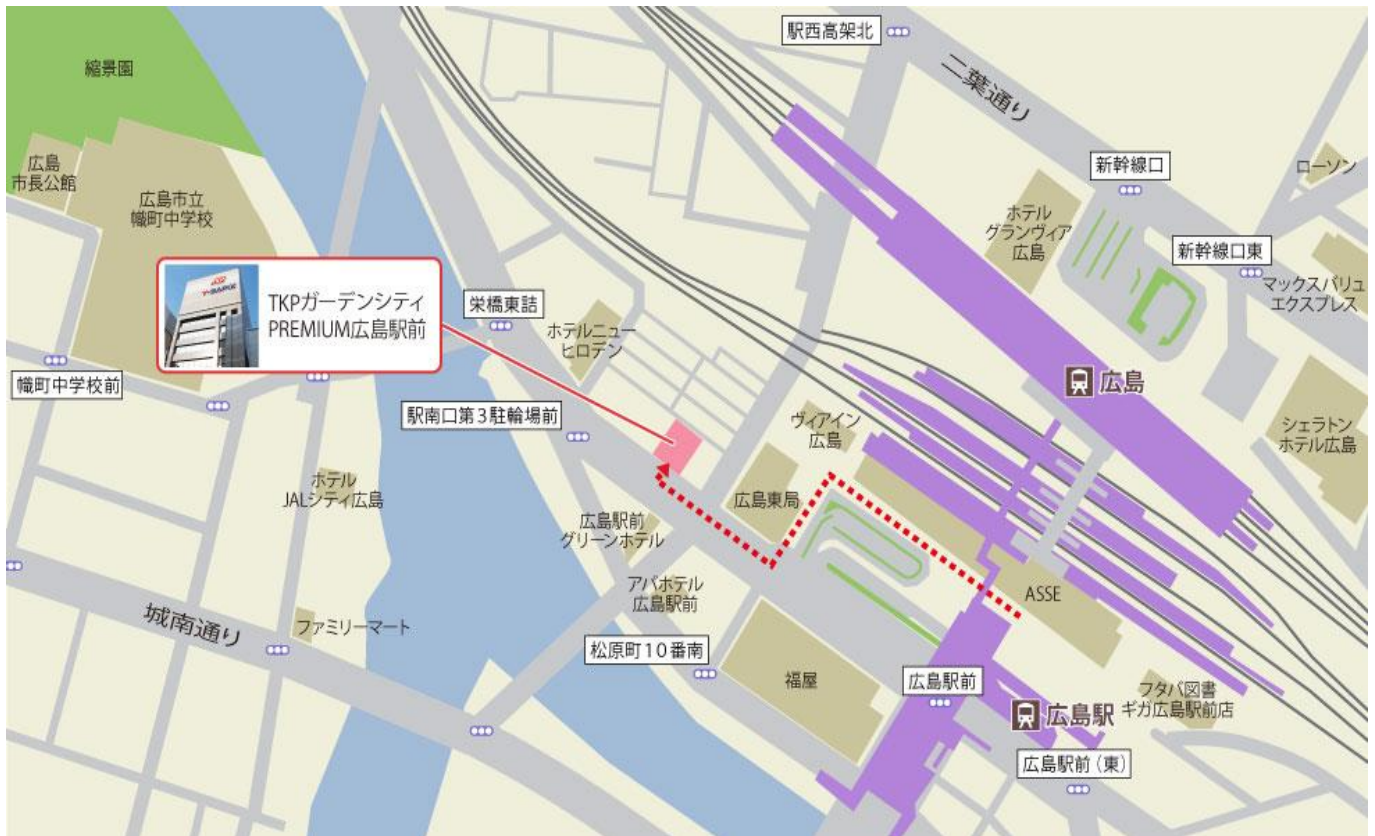 駅西高架北
二葉通り
縮景園
新幹線口
ローソン
広島
市長公館
広島市立
幟町中学校
ホテル
グランヴィア
広島
新幹線口東
マックスバリュ
エクスプレス
TKPガーデンシティ
PREMIUM広島駅前
栄橋東詰
ホテルニュー
ヒロデン
幟町中学校前
広島
駅南口第3駐輪場前
ヴィアイン
広島
シェラトン
ホテル広島
ホテル
JALシティ広島
広島東局
広島駅前
グリーンホテル
アパホテル
広島駅前
ASSE
城南通り
ファミリーマート
松原町10番南
福屋
広島駅前
フタバ図書
ギガ広島駅前店
広島駅
広島駅前(東)